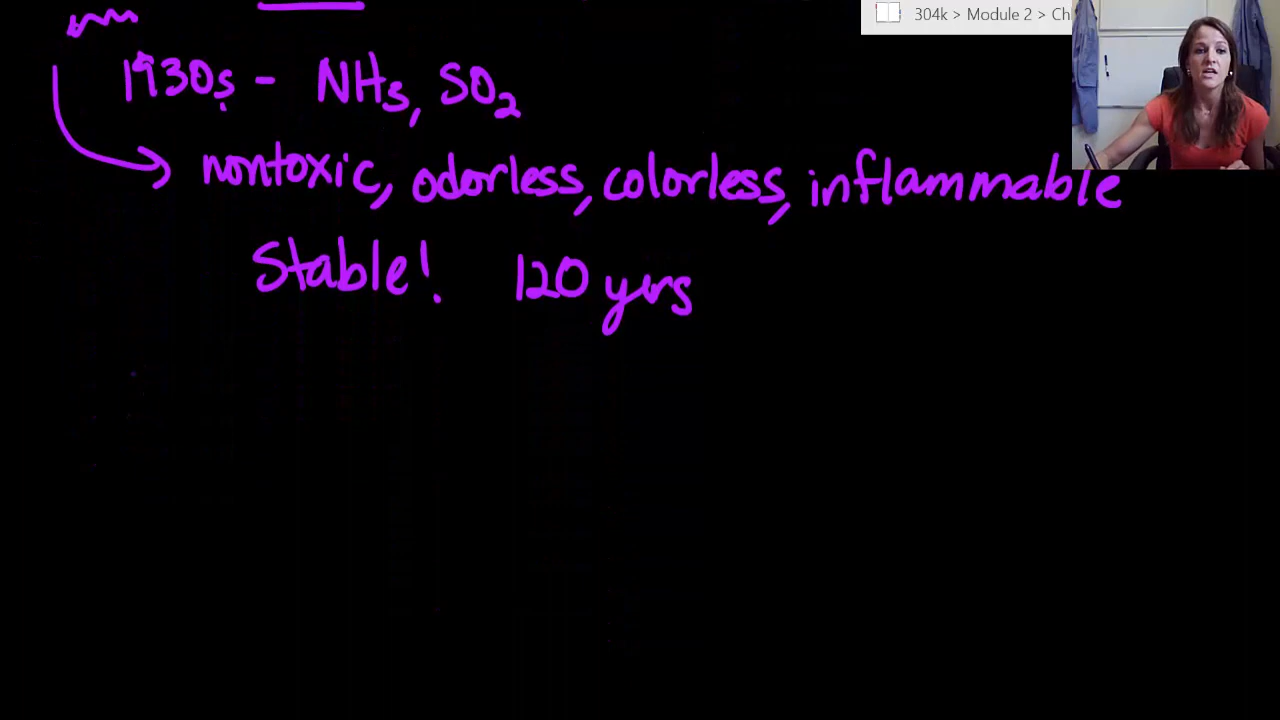 304k > Module 2 > Ch
1930s - NH3, SO2
nontoxic, odorless, colorless, inflammable
Stable! 120 yrs